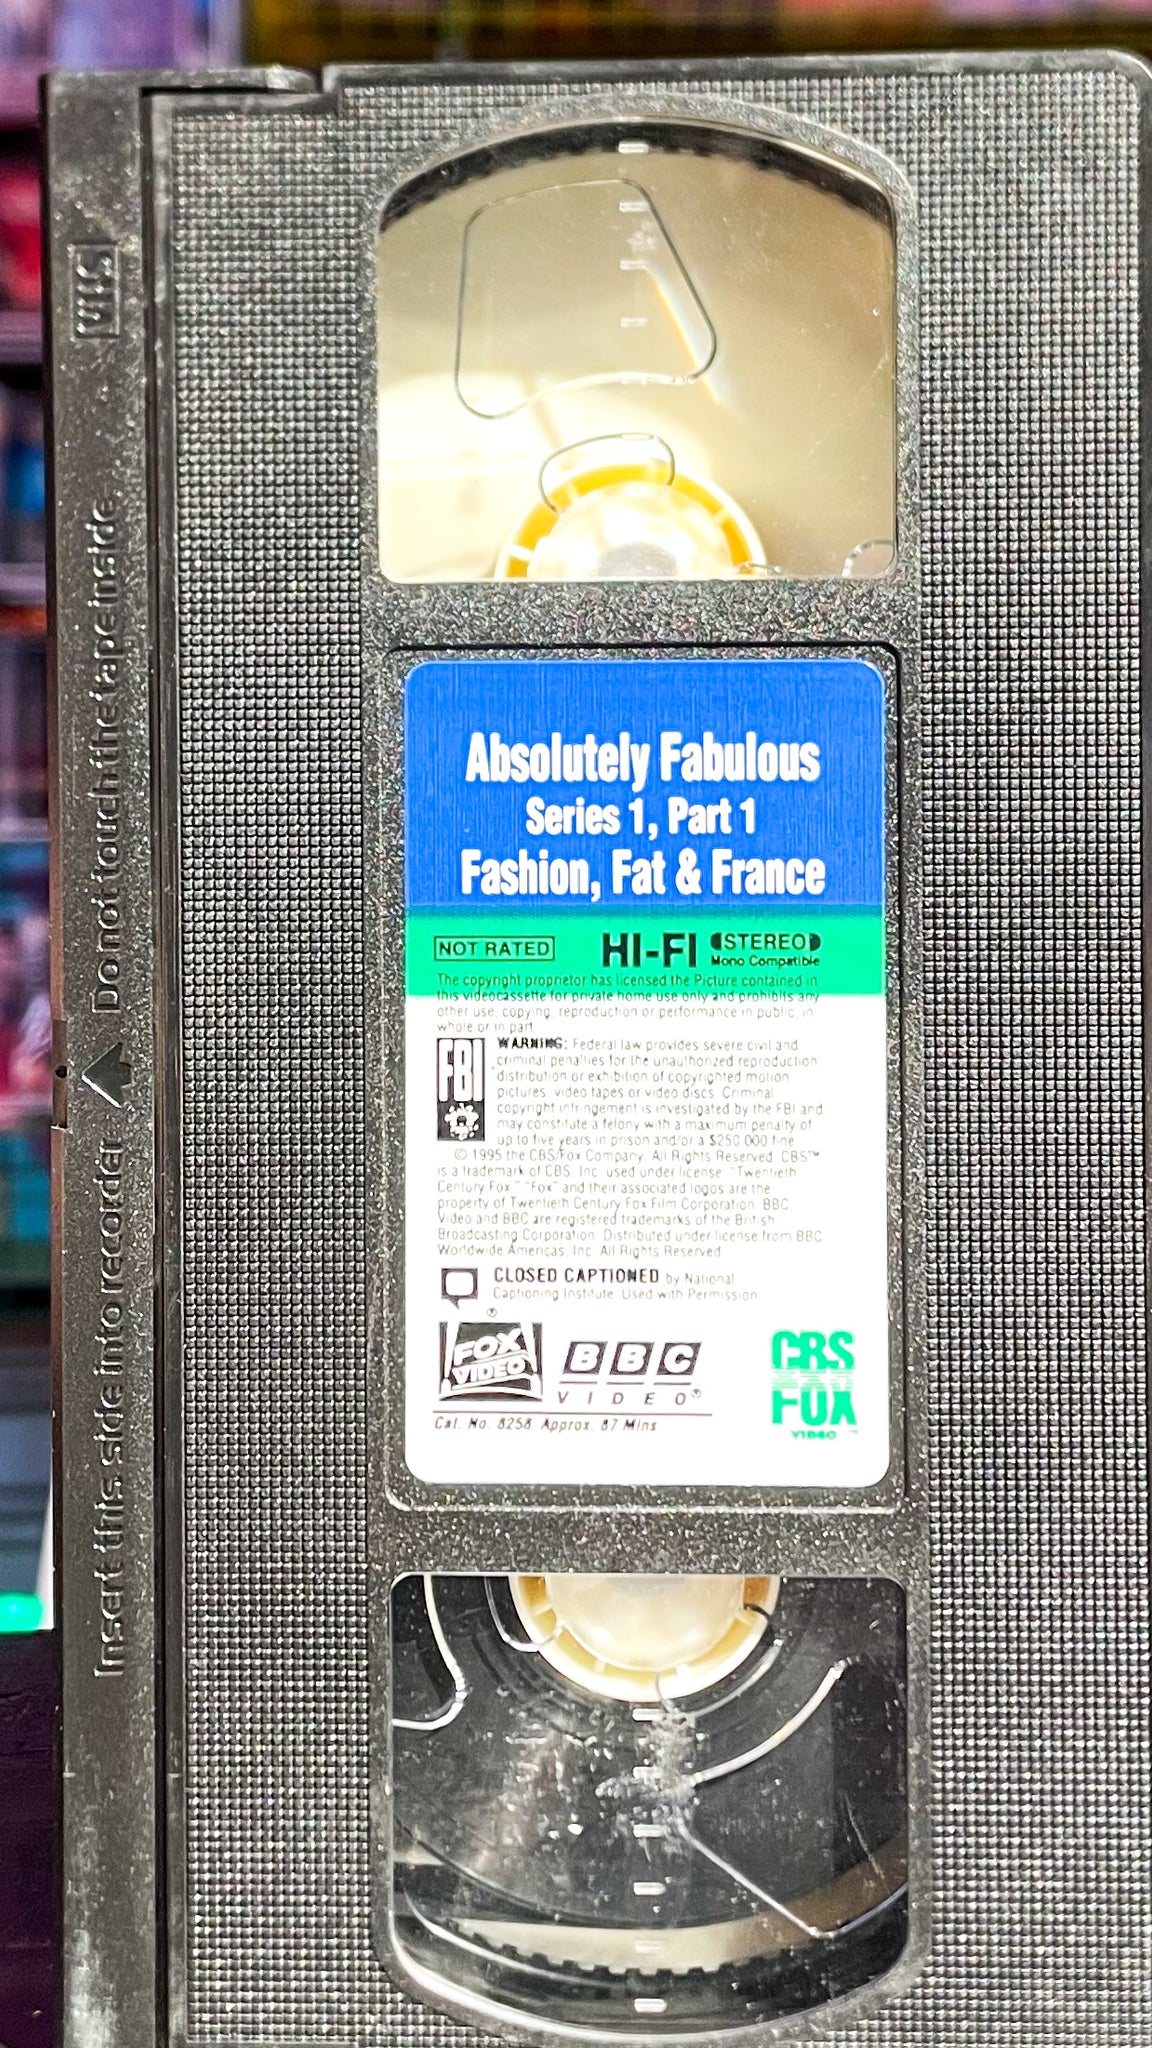 VHS
Insert this side into recorder
Do not touch the tape inside
Absolutely Fabulous
Series 1, Part 1
Fashion, Fat & France
NOT RATED HI-FI STEREO
Mono Compatible
The copyright proprietor has licensed the Picture contained in
this videocassette for private home use only and prohibits any
other use, copying, reproduction or performance in public, in
whole or in part.
FBI
WARNING: Federal law provides severe civil and
criminal penalties for the unauthorized reproduction,
distribution or exhibition of copyrighted motion
pictures, video tapes or video discs. Criminal
copyright infringement is investigated by the FBI and
may constitute a felony with a maximum penalty of
up to five years in prison and/or a $250,000 fine.
© 1995 the CBS/Fox Company. All Rights Reserved. CBS™
is a trademark of CBS. Inc. used under license. "Twentieth
Century Fox." "Fox" and their associated logos are the
property of Twentieth Century Fox Film Corporation. BBC
Video and BBC are registered trademarks of the British
Broadcasting Corporation. Distributed under license from BBC
Worldwide Americas, Inc. All Rights Reserved.
CLOSED CAPTIONED by National
Captioning Institute. Used with Permission.
FOX
VIDEO
BBC
VIDEO®
CBS
FOX
VIDEO™
Cat. No. 8258 Approx. 87 Mins